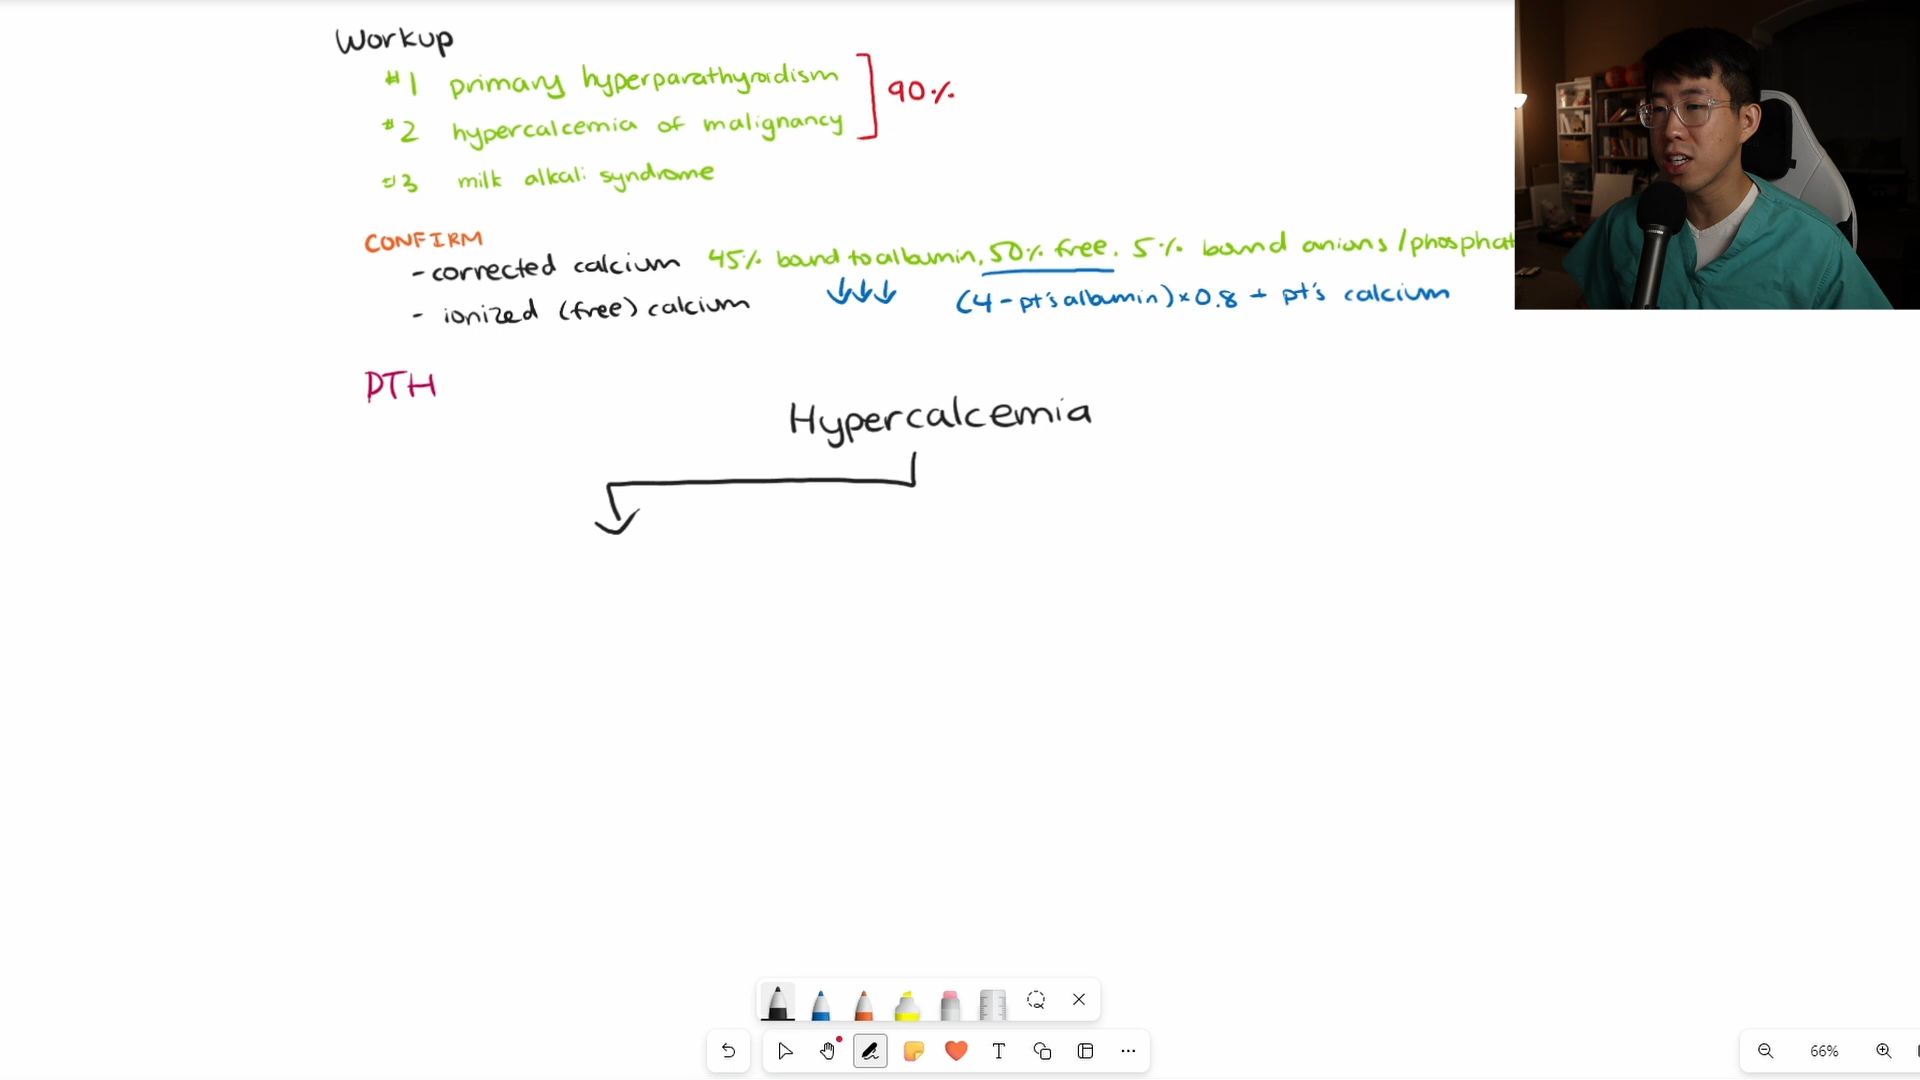 Workup
#1 primary hyperparathyroidism
90%
#2 hypercalcemia of malignancy
#3 milk alkali syndrome
CONFIRM
- corrected calcium 45% bound to albumin, 50% free. 5% bound anions/phosphat
- ionized (free) calcium
(4 - pt's albumin) x 0.8 + pt's calcium
PTH
Hypercalcemia
T
66%